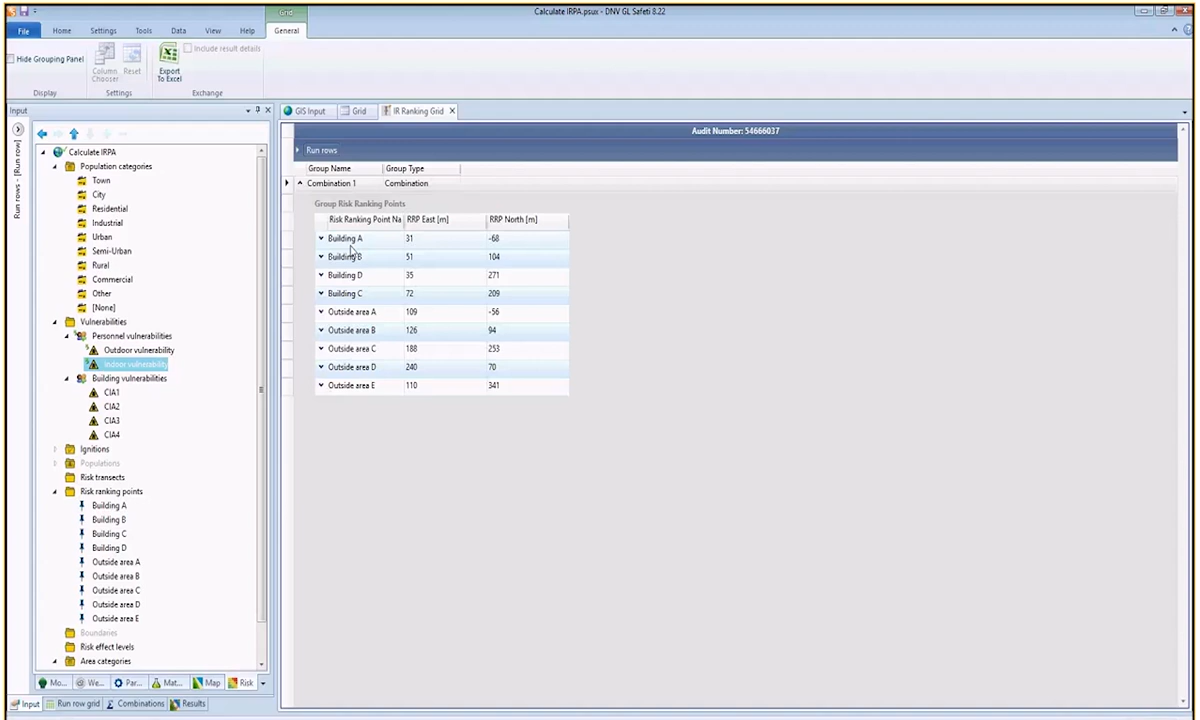 Calculate IRPA.psux - DNV GL Safeti 8.22
Grid
File Home Settings Tools Data View Help General
Hide Grouping Panel
Column Chooser
Reset
Export To Excel
Include result details
Display Settings Exchange
Input
GIS Input Grid IR Ranking Grid
Run rows - [Run row]
Calculate IRPA
Population categories
Town
City
Residential
Industrial
Urban
Semi-Urban
Rural
Commercial
Other
[None]
Vulnerabilities
Personnel vulnerabilities
Outdoor vulnerability
Indoor vulnerability
Building vulnerabilities
CIA1
CIA2
CIA3
CIA4
Ignitions
Populations
Risk transects
Risk ranking points
Building A
Building B
Building C
Building D
Outside area A
Outside area B
Outside area C
Outside area D
Outside area E
Boundaries
Risk effect levels
Area categories
Mo... We... Par... Mat... Map Risk
Input Run row grid Combinations Results
Audit Number: 54666037
Run rows
Group Name Group Type
Combination 1 Combination
Group Risk Ranking Points
Risk Ranking Point Na RRP East [m] RRP North [m]
Building A 31 -68
Building B 51 104
Building D 35 271
Building C 72 209
Outside area A 109 -56
Outside area B 126 94
Outside area C 188 253
Outside area D 240 70
Outside area E 110 341